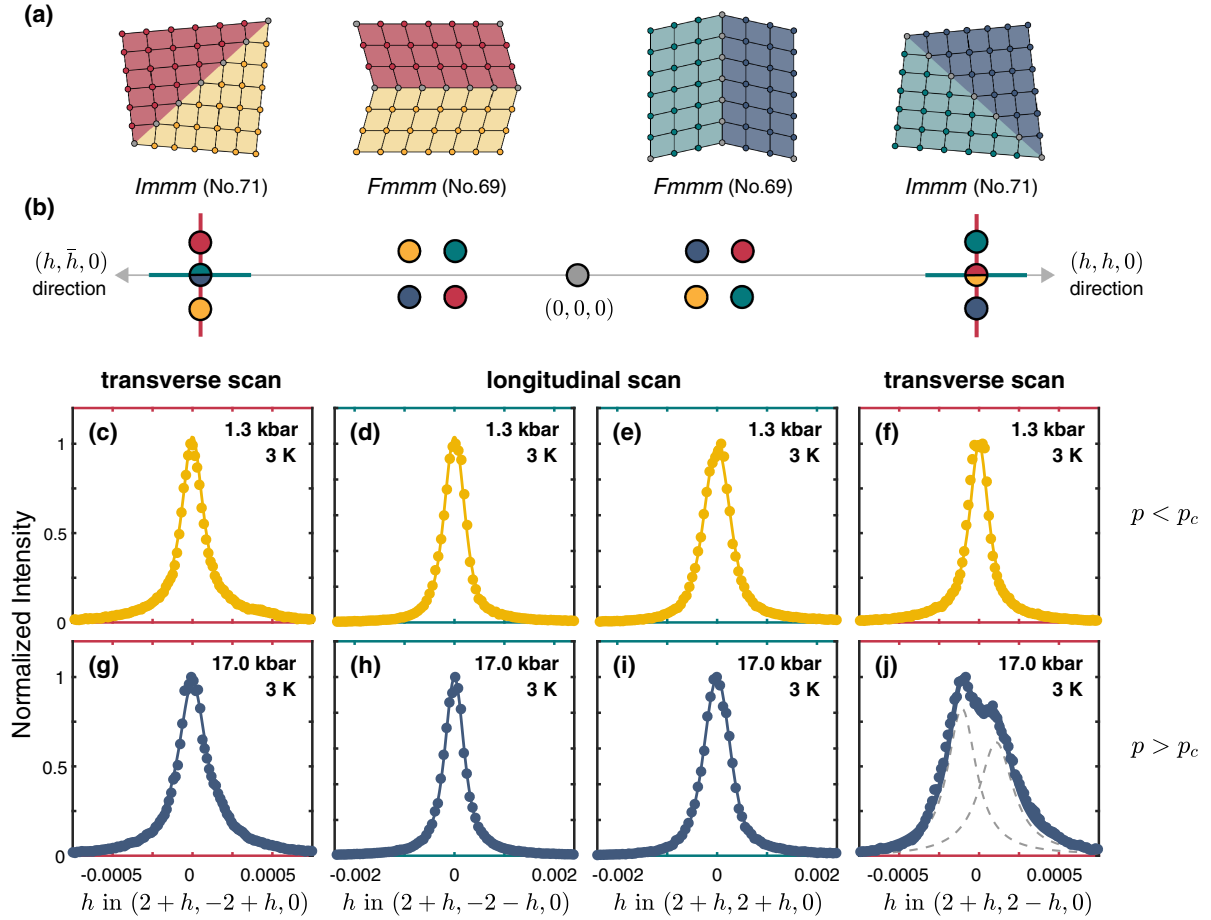 (a)
Immm (No.71)
Fmmm (No.69)
Fmmm (No.69)
Immm (No.71)
(b)
(h, h̄, 0)
direction
(0, 0, 0)
(h, h, 0)
direction
transverse scan
longitudinal scan
transverse scan
Normalized Intensity
(c)
1.3 kbar
3 K
(d)
1.3 kbar
3 K
(e)
1.3 kbar
3 K
(f)
1.3 kbar
3 K
1
0.5
0
p < p_c
(g)
17.0 kbar
3 K
(h)
17.0 kbar
3 K
(i)
17.0 kbar
3 K
(j)
17.0 kbar
3 K
1
0.5
0
p > p_c
-0.0005 0 0.0005
-0.002 0 0.002
-0.002 0 0.002
-0.0005 0 0.0005
h in (2 + h, −2 + h, 0)
h in (2 + h, −2 − h, 0)
h in (2 + h, 2 + h, 0)
h in (2 + h, 2 − h, 0)